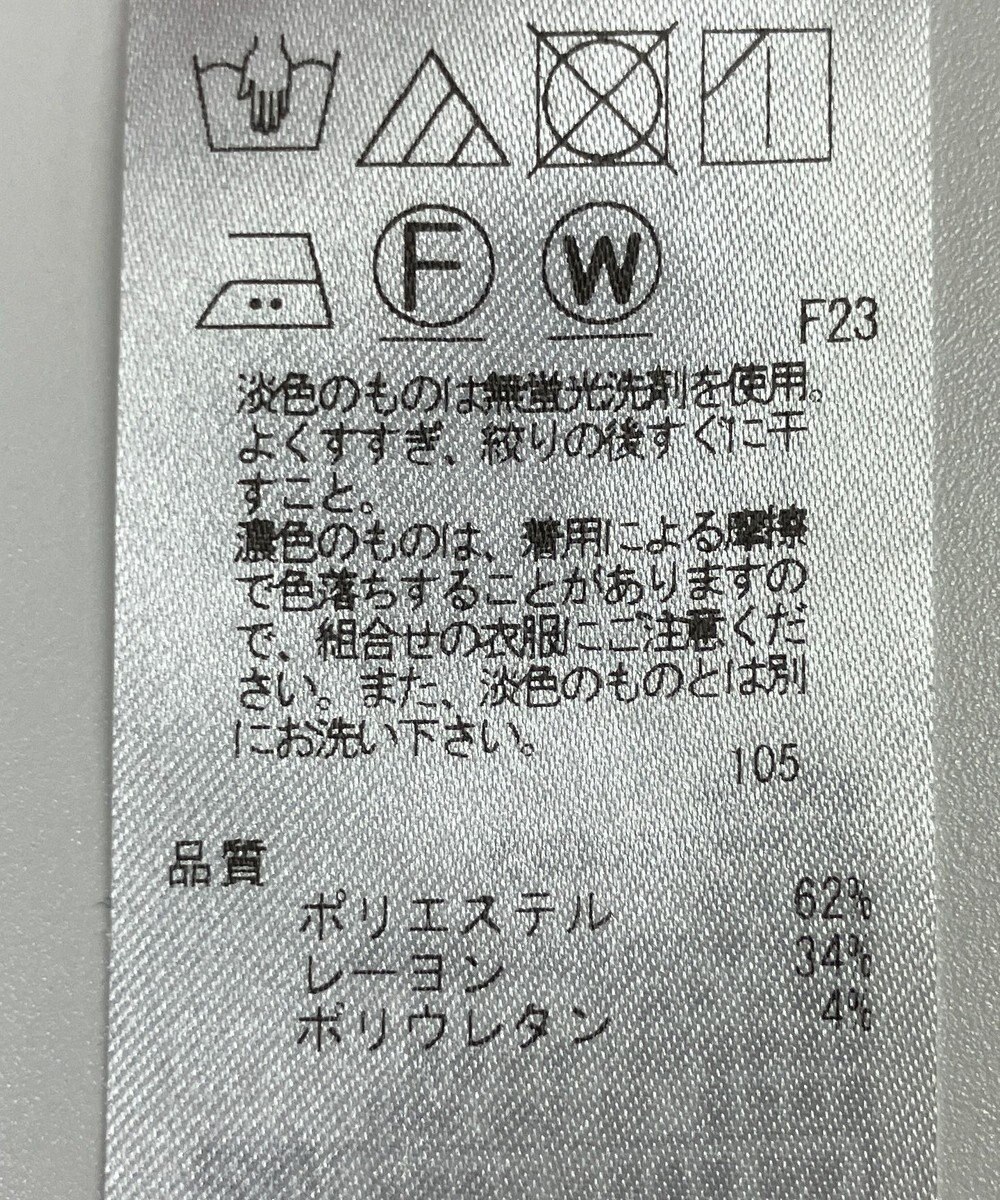 F W
F23
淡色のものは無蛍光洗剤を使用。
よくすすぎ、絞りの後すぐに干
すこと。
濃色のものは、着用による摩擦
で色落ちすることがありますの
で、組合せの衣服にご注意くだ
さい。また、淡色のものとは別
にお洗い下さい。
105
品質
ポリエステル 62%
レーヨン 34%
ポリウレタン 4%